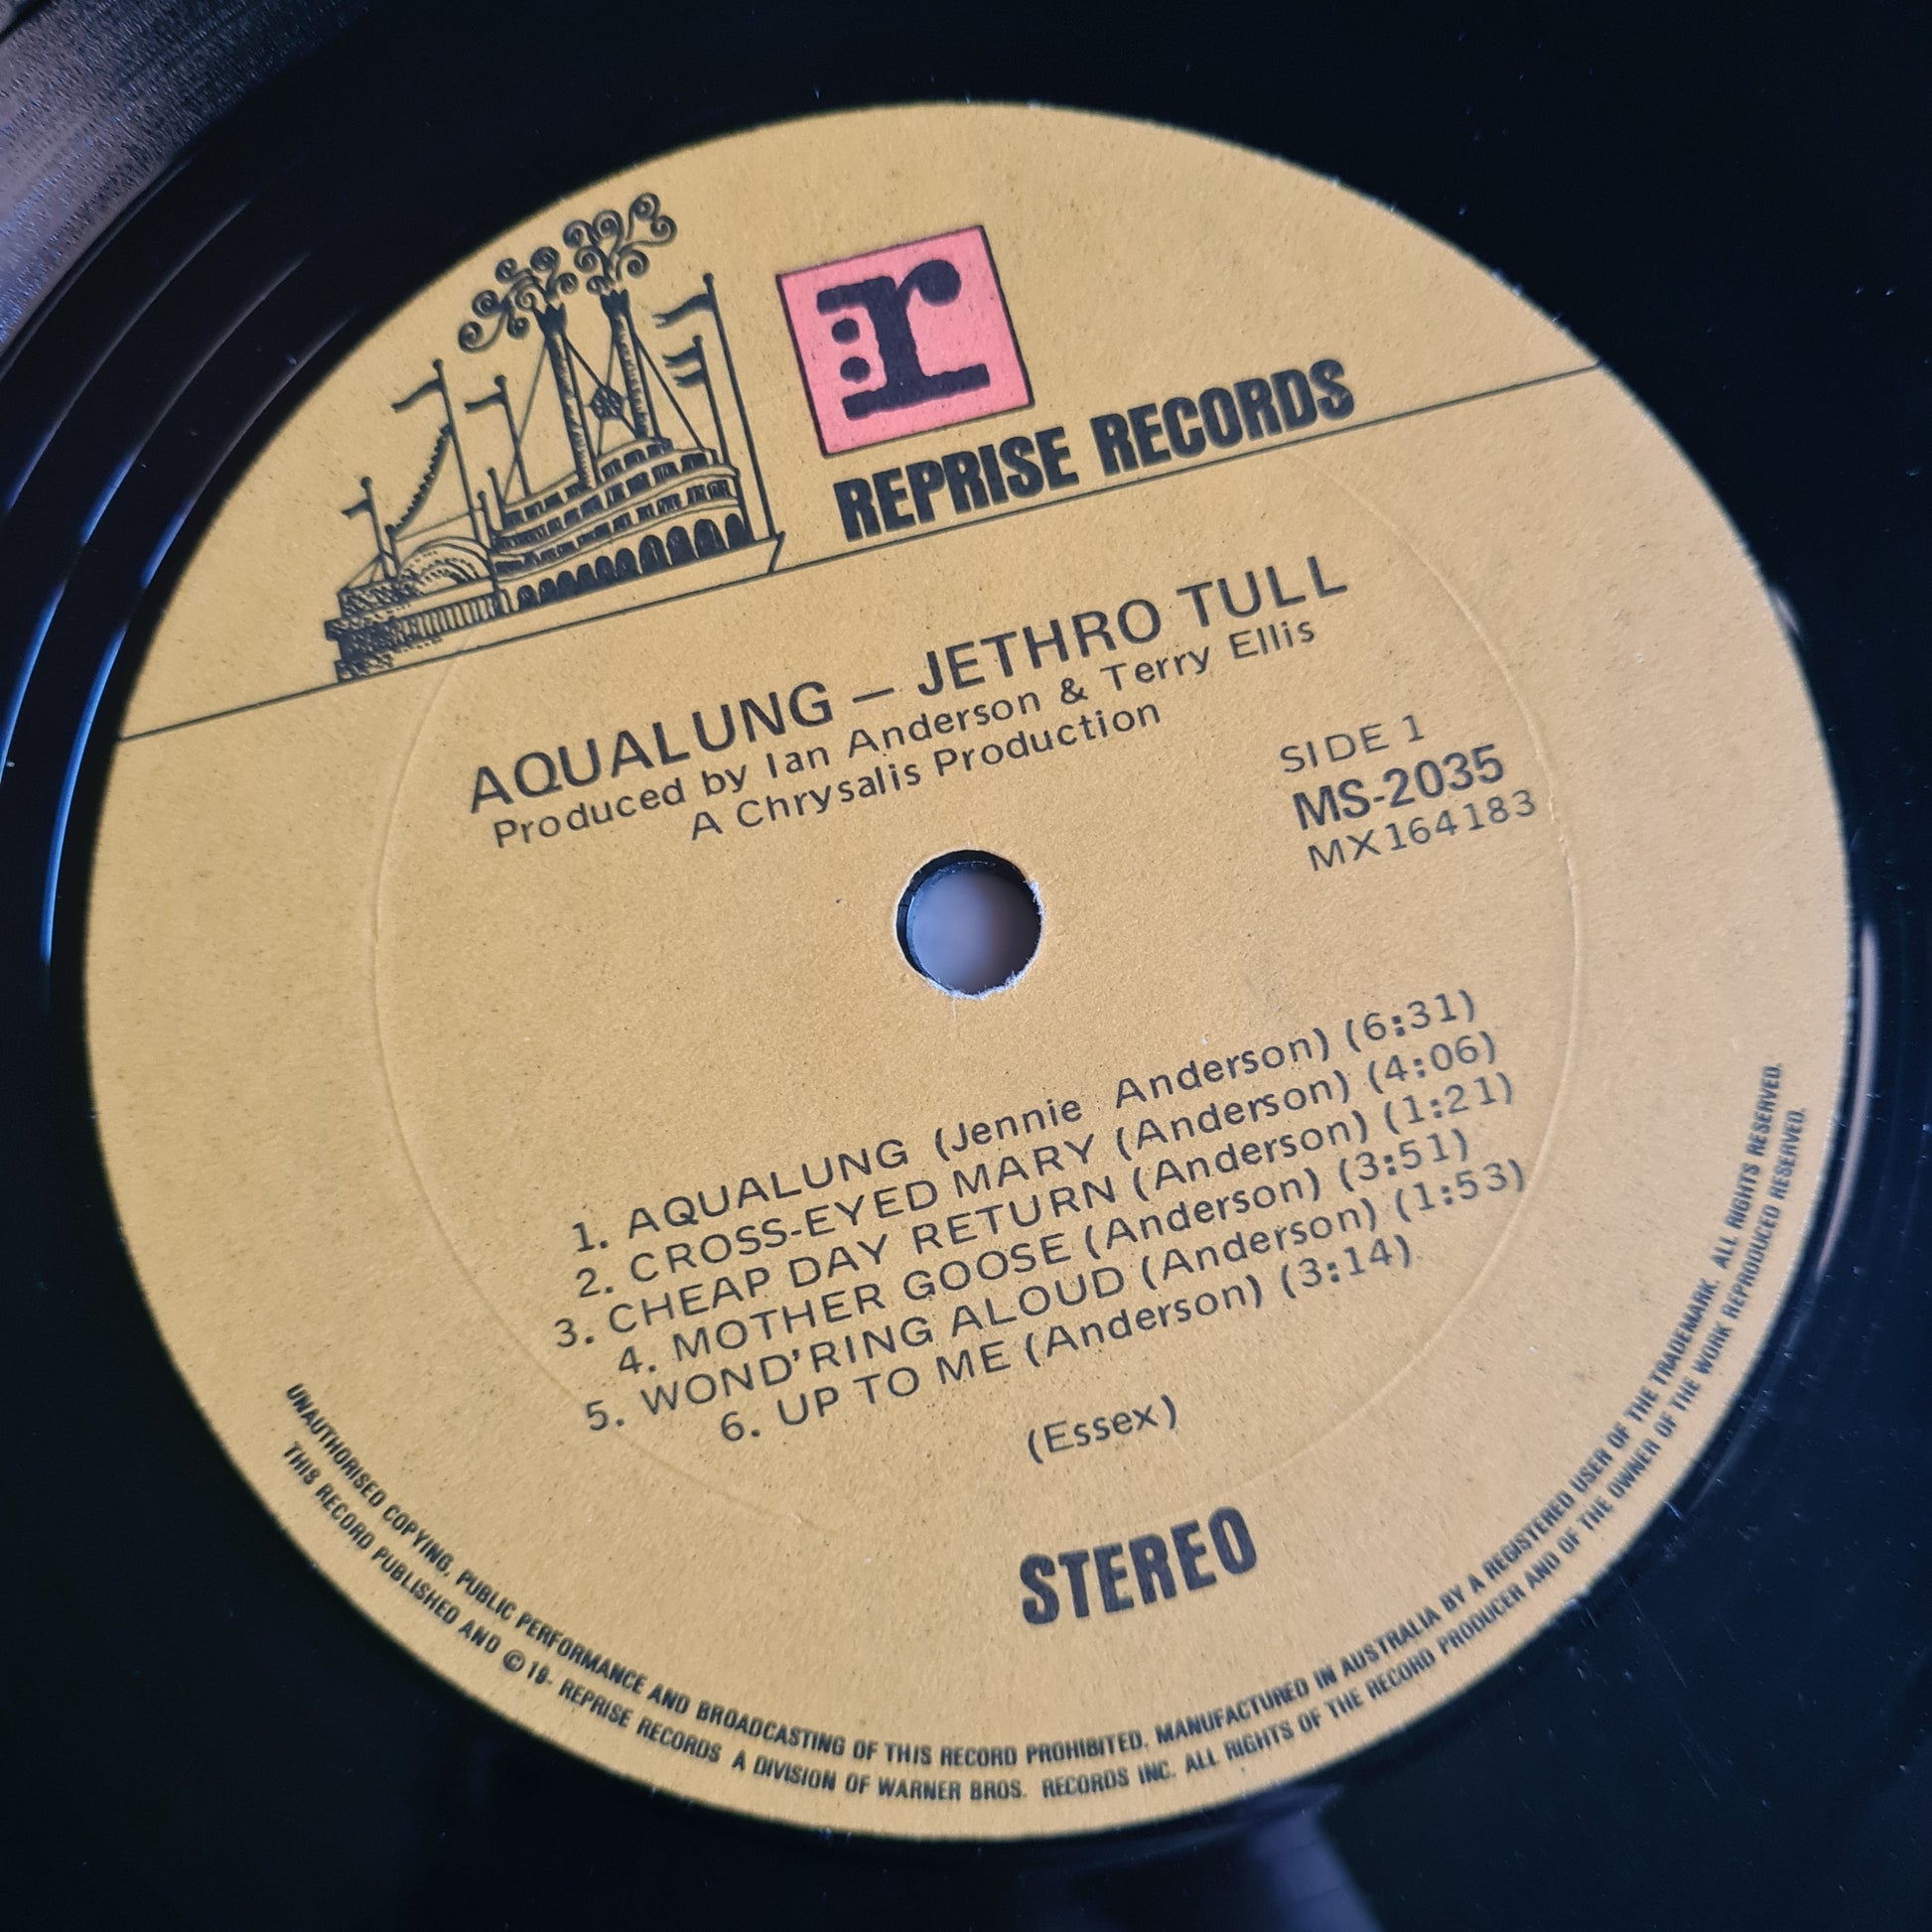 r:
REPRISE RECORDS
AQUALUNG – JETHRO TULL
Produced by Ian Anderson & Terry Ellis
A Chrysalis Production
SIDE 1
MS-2035
MX164183
1. AQUALUNG (Jennie Anderson) (6:31)
2. CROSS-EYED MARY (Anderson) (4:06)
3. CHEAP DAY RETURN (Anderson) (1:21)
4. MOTHER GOOSE (Anderson) (3:51)
5. WOND'RING ALOUD (Anderson) (1:53)
6. UP TO ME (Anderson) (3:14)
(Essex)
STEREO
UNAUTHORISED COPYING, PUBLIC PERFORMANCE AND BROADCASTING OF THIS RECORD PROHIBITED. MANUFACTURED IN AUSTRALIA BY A REGISTERED USER OF THE TRADEMARK. ALL RIGHTS RESERVED.
THIS RECORD PUBLISHED AND © 19- REPRISE RECORDS A DIVISION OF WARNER BROS. RECORDS INC. ALL RIGHTS OF THE RECORD PRODUCER AND OF THE OWNER OF THE WORK REPRODUCED RESERVED.